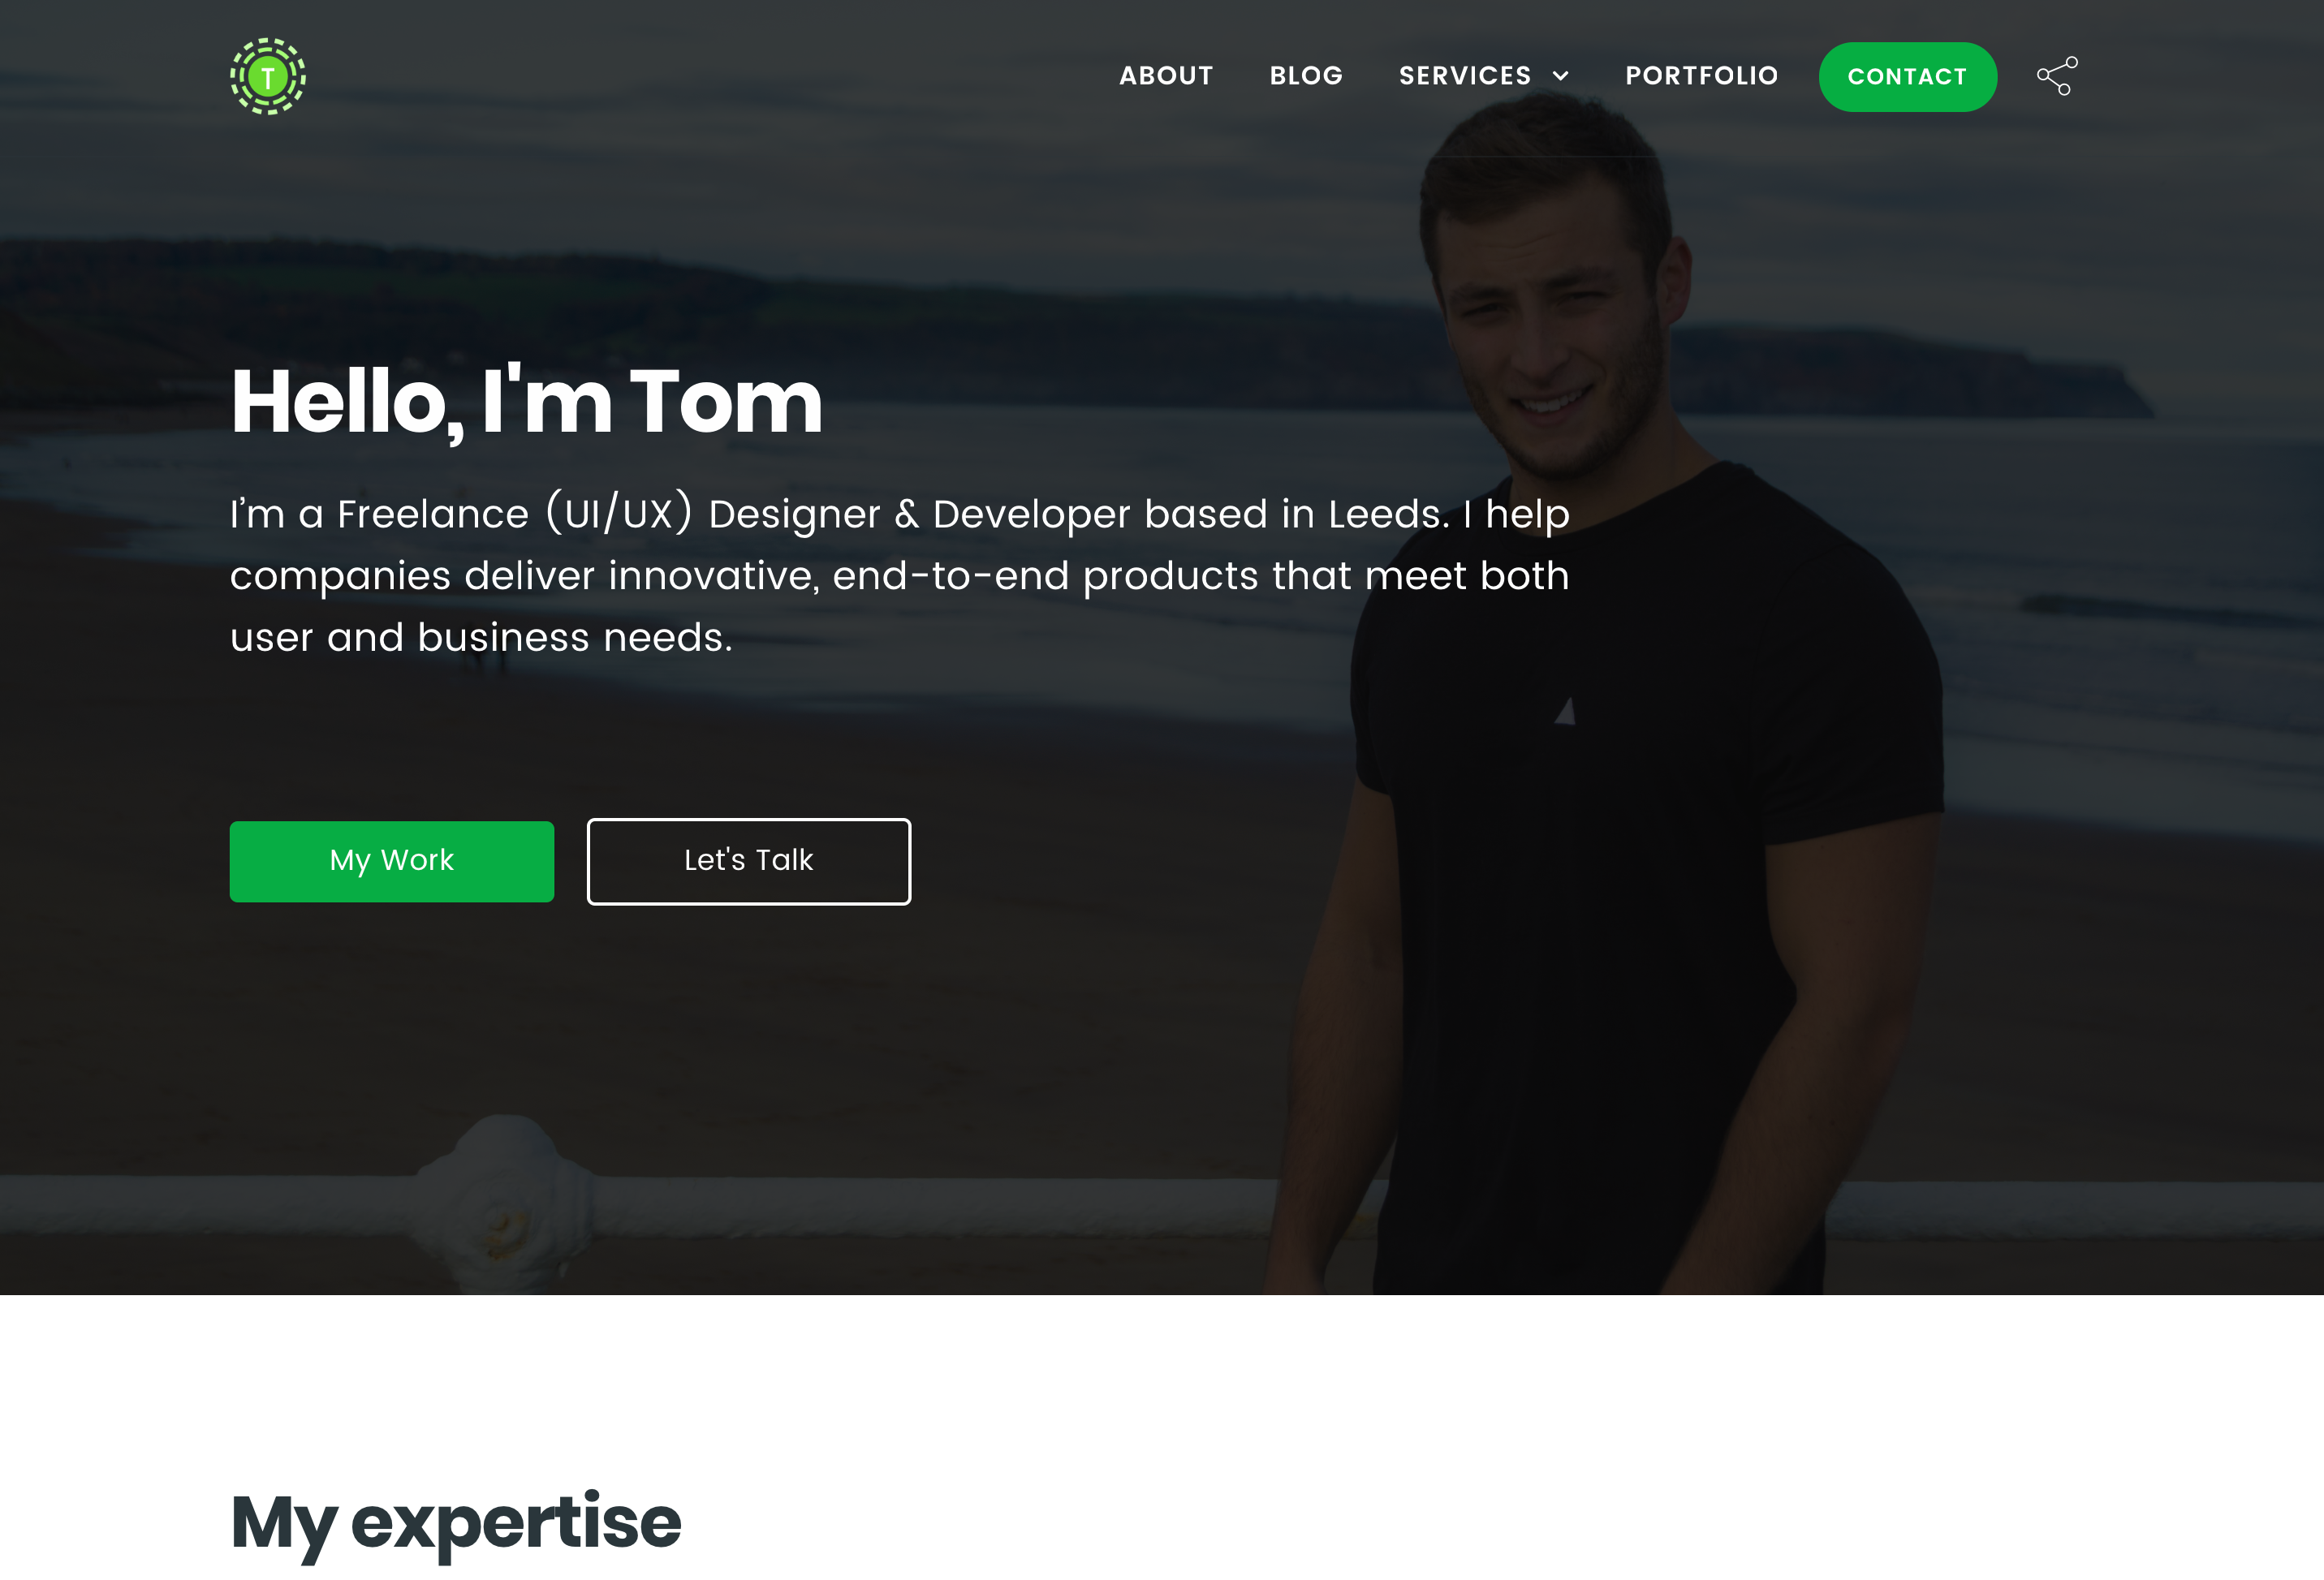 T
ABOUT
BLOG
SERVICES
PORTFOLIO
CONTACT
Hello, I'm Tom
I'm a Freelance (UI/UX) Designer & Developer based in Leeds. I help
companies deliver innovative, end-to-end products that meet both
user and business needs.
My Work
Let's Talk
My expertise